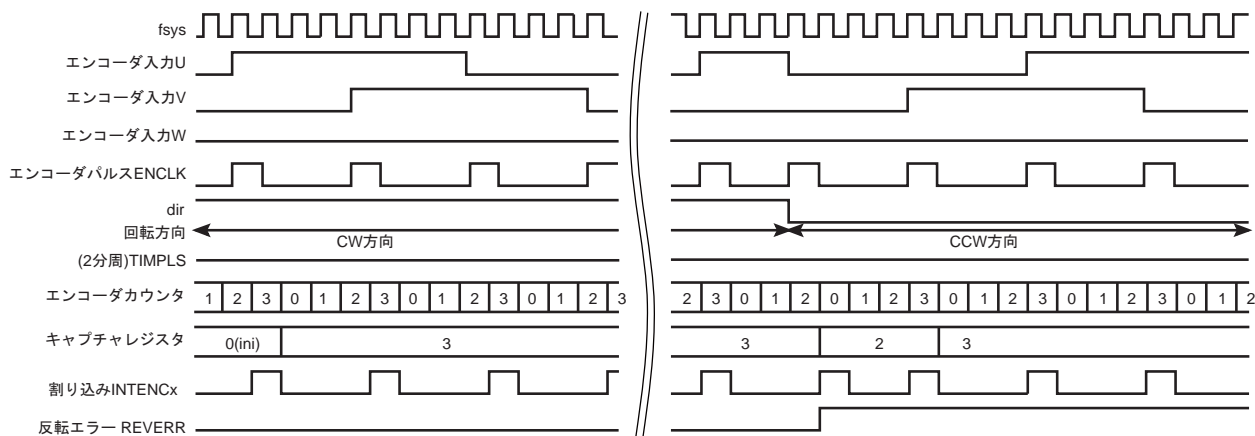 fsys
エンコーダ入力U
エンコーダ入力V
エンコーダ入力W
エンコーダパルスENCLK
dir
回転方向
CW方向
CCW方向
(2分周)TIMPLS
エンコーダカウンタ
1 2 3 0 1 2 3 0 1 2 3 0 1 2 3
2 3 0 1 2 0 1 2 3 0 1 2 3 0 1 2 3 0 1 2
キャプチャレジスタ
0(ini) 3
3 2 3
割り込みINTENCx
反転エラー REVERR